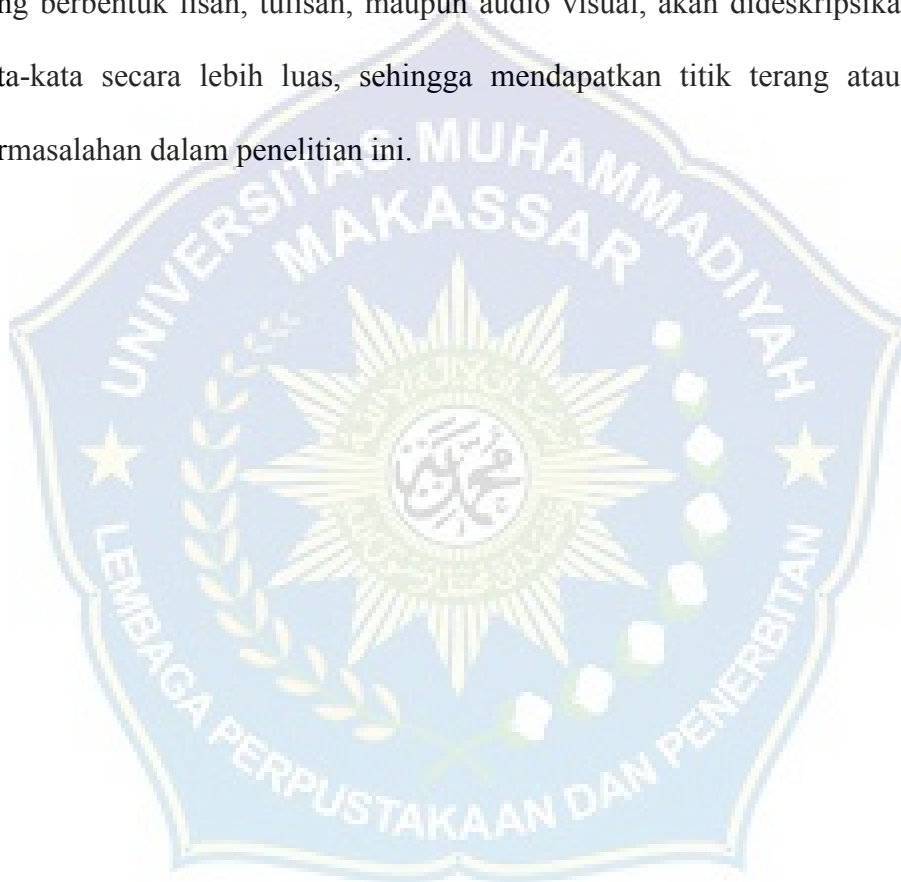 ng berbentuk lisan, tulisan, maupun audio visual, akan dideskripsika
ta-kata secara lebih luas, sehingga mendapatkan titik terang atau
rmasalahan dalam penelitian ini.
UNIVERSITAS MUHAMMADIYAH
MAKASSAR
محمدية
LEMBAGA PERPUSTAKAAN DAN PENERBITAN